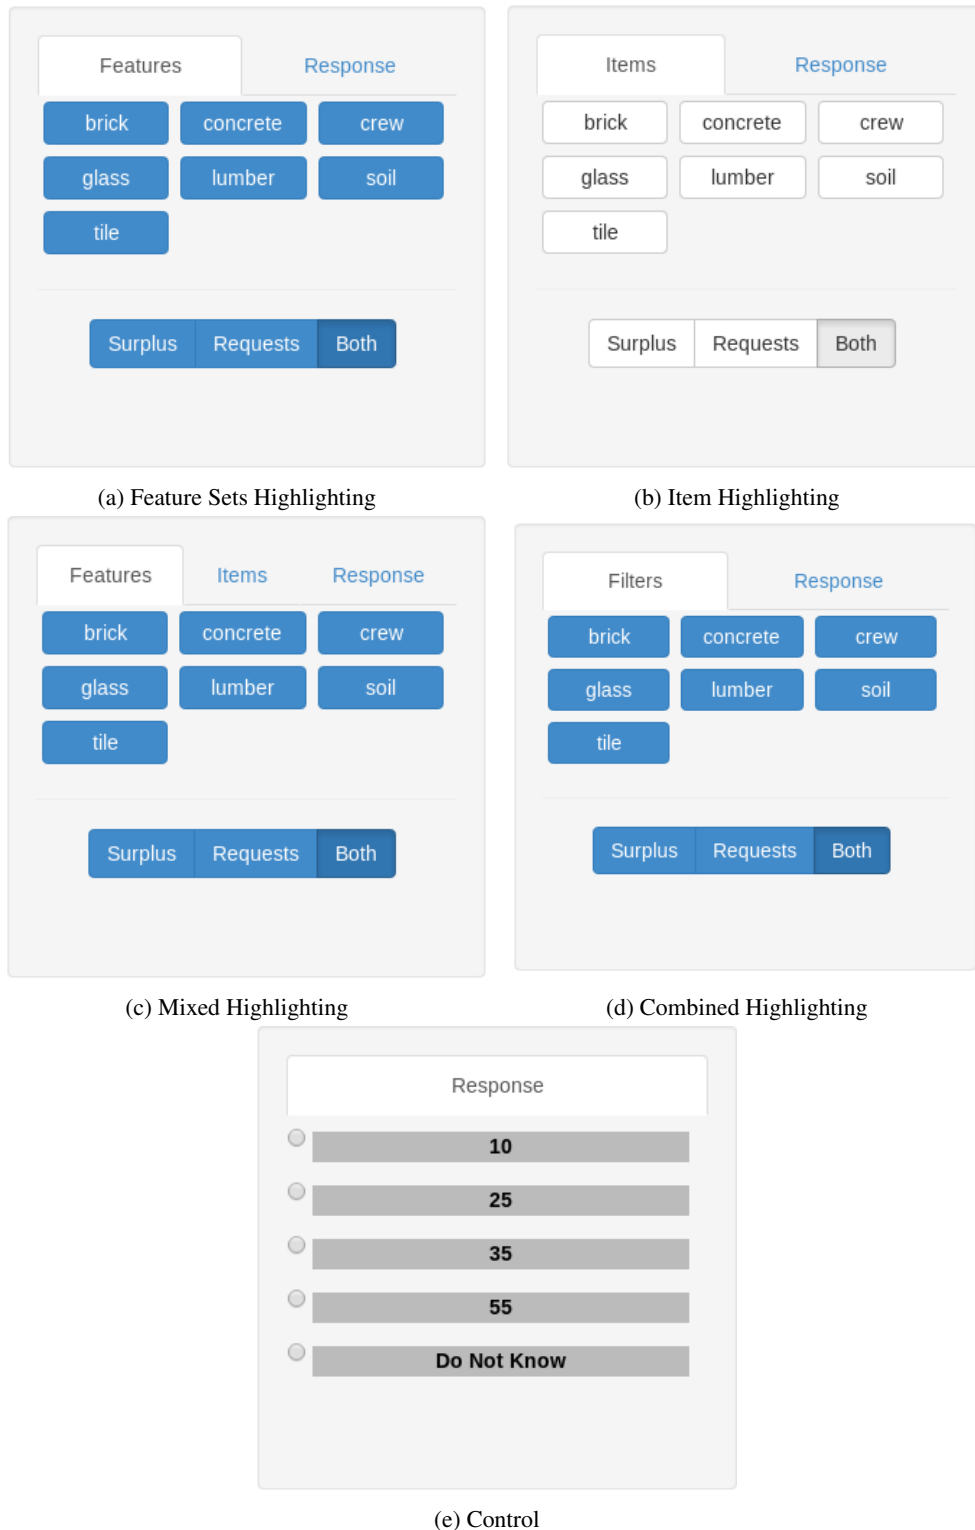 Features Response
brick concrete crew
glass lumber soil
tile
Surplus Requests Both
(a) Feature Sets Highlighting
Items Response
brick concrete crew
glass lumber soil
tile
Surplus Requests Both
(b) Item Highlighting
Features Items Response
brick concrete crew
glass lumber soil
tile
Surplus Requests Both
(c) Mixed Highlighting
Filters Response
brick concrete crew
glass lumber soil
tile
Surplus Requests Both
(d) Combined Highlighting
Response
10
25
35
55
Do Not Know
(e) Control